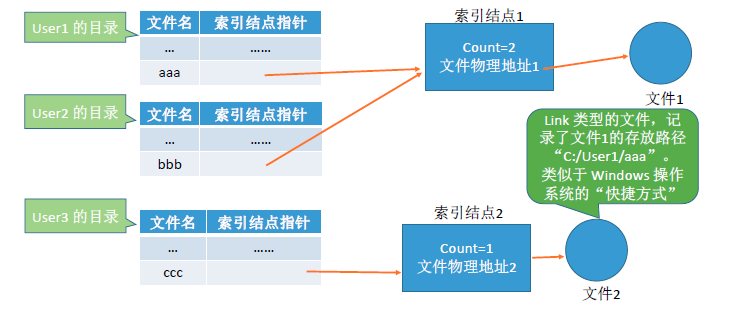 User1 的目录
文件名 索引结点指针
... ......
aaa
User2 的目录
文件名 索引结点指针
... ......
bbb
User3 的目录
文件名 索引结点指针
... ......
ccc
索引结点1
Count=2
文件物理地址1
文件1
Link 类型的文件，记
录了文件1的存放路径
“C:/User1/aaa”。
类似于 Windows 操作
系统的“快捷方式”
索引结点2
Count=1
文件物理地址2
文件2